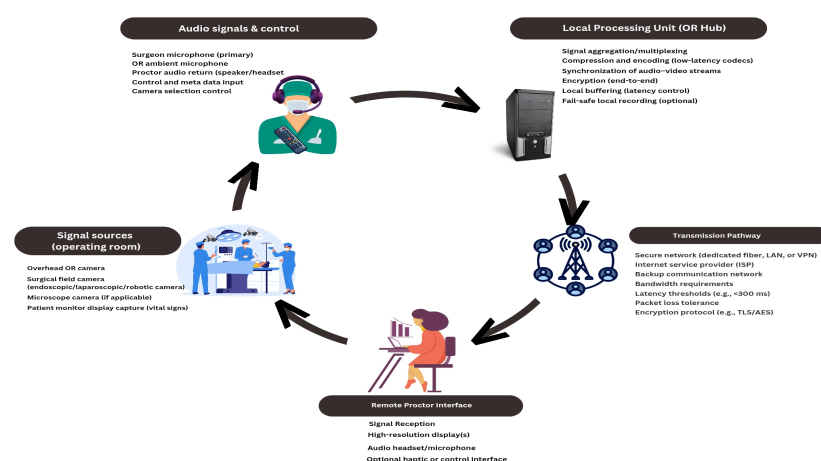 Audio signals & control
Surgeon microphone (primary)
OR ambient microphone
Proctor audio return (speaker/headset
Control and meta data input
Camera selection control
Local Processing Unit (OR Hub)
Signal aggregation/multiplexing
Compression and encoding (low-latency codecs)
Synchronization of audio–video streams
Encryption (end-to-end)
Local buffering (latency control)
Fail-safe local recording (optional)
Signal sources
(operating room)
Overhead OR camera
Surgical field camera
(endoscopic/laparoscopic/robotic camera)
Microscope camera (if applicable)
Patient monitor display capture (vital signs)
Transmission Pathway
Secure network (dedicated fiber, LAN, or VPN)
Internet service provider (ISP)
Backup communication network
Bandwidth requirements
Latency thresholds (e.g., <300 ms)
Packet loss tolerance
Encryption protocol (e.g., TLS/AES)
Remote Proctor Interface
Signal Reception
High-resolution display(s)
Audio headset/microphone
Optional haptic or control interface